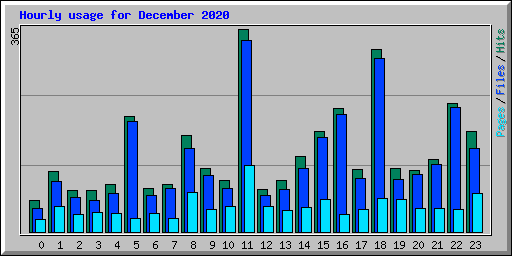 Hourly usage for December 2020
365
Pages / Files / Hits
0 1 2 3 4 5 6 7 8 9 10 11 12 13 14 15 16 17 18 19 20 21 22 23